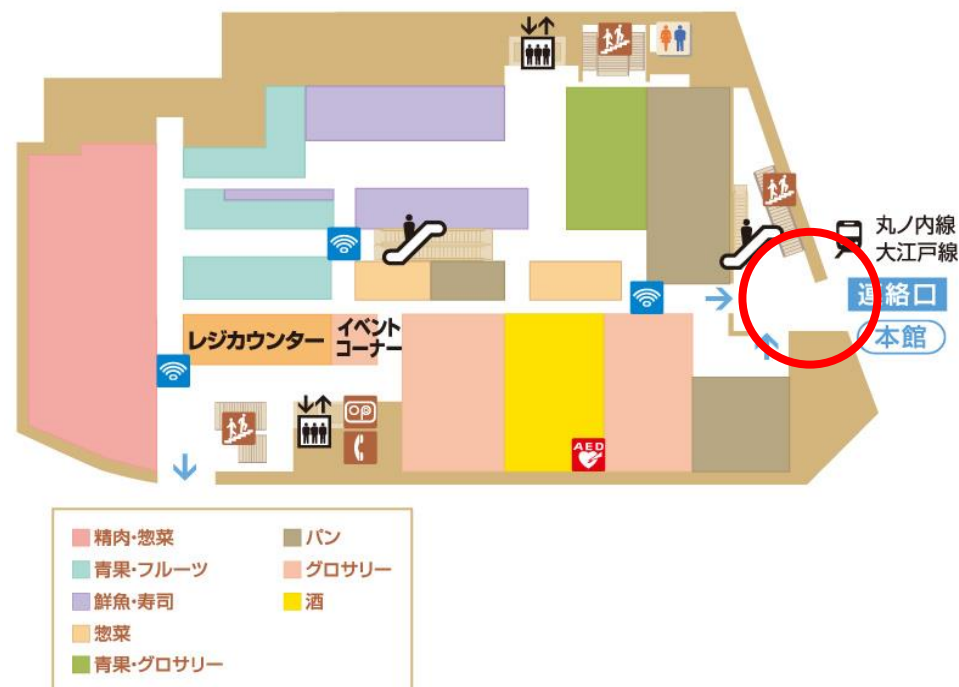 丸ノ内線
大江戸線
連絡口
本館
レジカウンター
イベント
コーナー
OP
AED
精肉・惣菜
青果・フルーツ
鮮魚・寿司
惣菜
青果・グロサリー
パン
グロサリー
酒